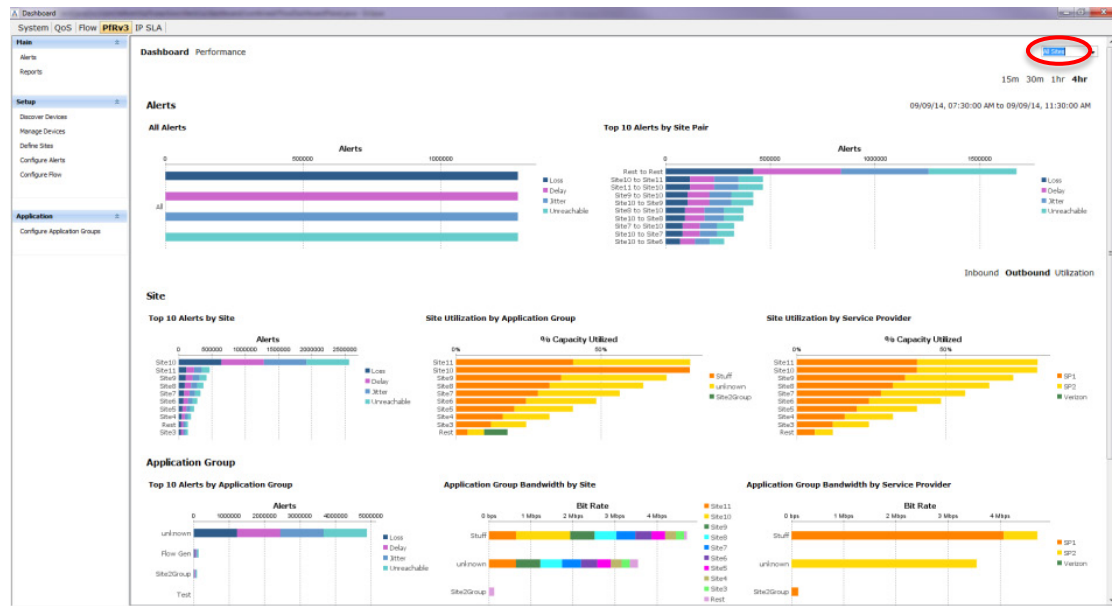 Dashboard
System QoS Flow PfRv3 IP SLA
Main
Alerts
Reports
Setup
Discover Devices
Manage Devices
Define Sites
Configure Alerts
Configure Flow
Application
Configure Application Groups
Dashboard Performance
All Sites
15m 30m 1hr 4hr
Alerts
09/09/14, 07:30:00 AM to 09/09/14, 11:30:00 AM
All Alerts
Alerts
0 500000 1000000
All
Loss
Delay
Jitter
Unreachable
Top 10 Alerts by Site Pair
Alerts
0 500000 1000000 1500000
Rest to Rest
Site10 to Site11
Site11 to Site10
Site9 to Site10
Site10 to Site9
Site8 to Site10
Site10 to Site8
Site7 to Site10
Site10 to Site7
Site10 to Site6
Loss
Delay
Jitter
Unreachable
Inbound Outbound Utilization
Site
Top 10 Alerts by Site
Alerts
0 500000 1000000 1500000 2000000 2500000
Site10
Site11
Site9
Site8
Site7
Site6
Site5
Site4
Rest
Site3
Loss
Delay
Jitter
Unreachable
Site Utilization by Application Group
% Capacity Utilized
0% 50%
Site11
Site10
Site9
Site8
Site7
Site6
Site5
Site4
Site3
Rest
Stuff
unknown
Site2Group
Site Utilization by Service Provider
% Capacity Utilized
0% 50%
Site11
Site10
Site9
Site8
Site7
Site6
Site5
Site4
Site3
Rest
SP1
SP2
Verizon
Application Group
Top 10 Alerts by Application Group
Alerts
0 1000000 2000000 3000000 4000000 5000000
unknown
Flow Gen
Site2Group
Test
Loss
Delay
Jitter
Unreachable
Application Group Bandwidth by Site
Bit Rate
0 bps 1 Mbps 2 Mbps 3 Mbps 4 Mbps
Stuff
unknown
Site2Group
Site11
Site10
Site9
Site8
Site7
Site6
Site5
Site4
Site3
Rest
Application Group Bandwidth by Service Provider
Bit Rate
0 bps 1 Mbps 2 Mbps 3 Mbps 4 Mbps
Stuff
unknown
Site2Group
SP1
SP2
Verizon